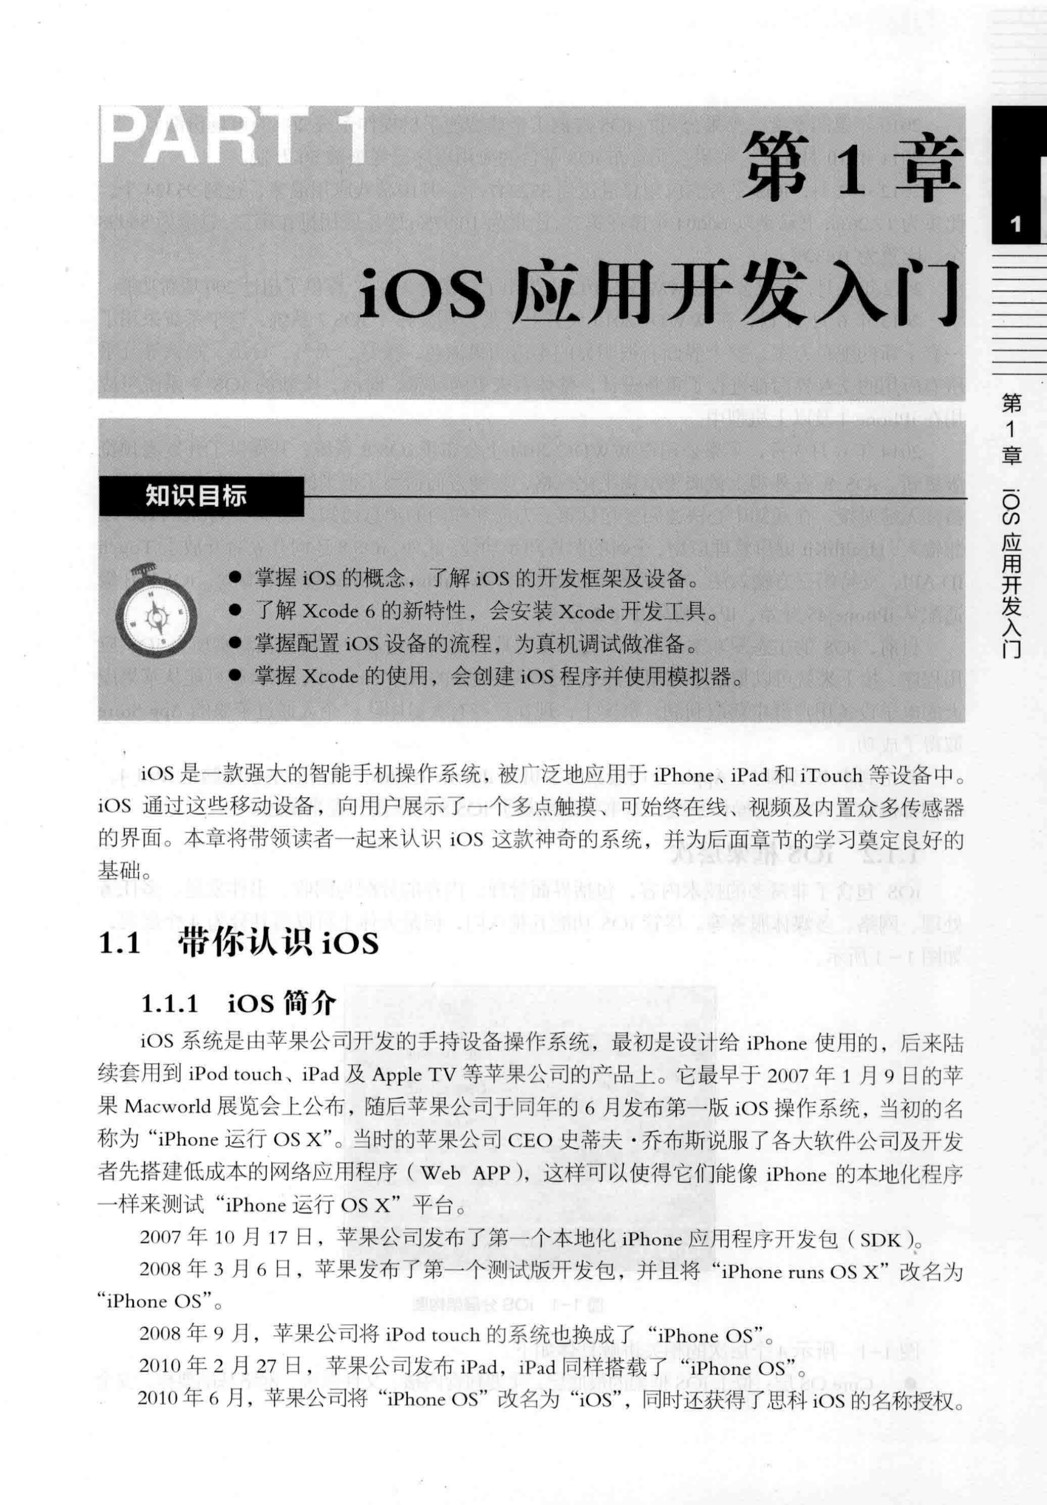 PART 1
第1章
iOS 应用开发入门
1
第1章 iOS应用开发入门
知识目标
● 掌握 iOS 的概念，了解 iOS 的开发框架及设备。
● 了解 Xcode 6 的新特性，会安装 Xcode 开发工具。
● 掌握配置 iOS 设备的流程，为真机调试做准备。
● 掌握 Xcode 的使用，会创建 iOS 程序并使用模拟器。
iOS 是一款强大的智能手机操作系统，被广泛地应用于 iPhone、iPad 和 iTouch 等设备中。
iOS 通过这些移动设备，向用户展示了一个多点触摸、可始终在线、视频及内置众多传感器
的界面。本章将带领读者一起来认识 iOS 这款神奇的系统，并为后面章节的学习奠定良好的
基础。
1.1 带你认识 iOS
1.1.1 iOS 简介
iOS 系统是由苹果公司开发的手持设备操作系统，最初是设计给 iPhone 使用的，后来陆
续套用到 iPod touch、iPad 及 Apple TV 等苹果公司的产品上。它最早于 2007 年 1 月 9 日的苹
果 Macworld 展览会上公布，随后苹果公司于同年的 6 月发布第一版 iOS 操作系统，当初的名
称为“iPhone 运行 OS X”。当时的苹果公司 CEO 史蒂夫·乔布斯说服了各大软件公司及开发
者先搭建低成本的网络应用程序（Web APP），这样可以使得它们能像 iPhone 的本地化程序
一样来测试“iPhone 运行 OS X”平台。
2007 年 10 月 17 日，苹果公司发布了第一个本地化 iPhone 应用程序开发包（SDK）。
2008 年 3 月 6 日，苹果发布了第一个测试版开发包，并且将“iPhone runs OS X”改名为
“iPhone OS”。
2008 年 9 月，苹果公司将 iPod touch 的系统也换成了“iPhone OS”。
2010 年 2 月 27 日，苹果公司发布 iPad，iPad 同样搭载了“iPhone OS”。
2010 年 6 月，苹果公司将“iPhone OS”改名为“iOS”，同时还获得了思科 iOS 的名称授权。